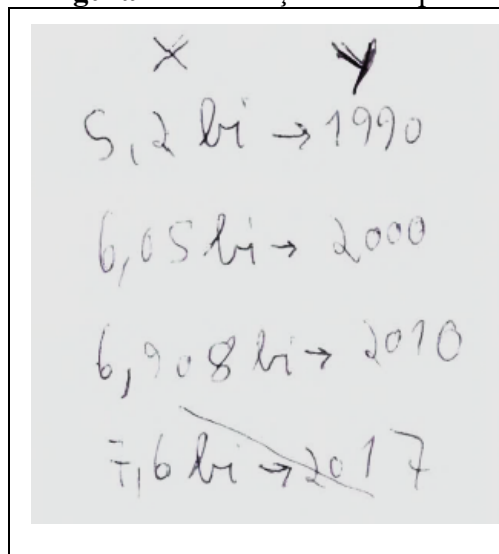 X Y
5,2 bi → 1990
6,05 bi → 2000
6,908 bi → 2010
7,6 bi → 2017